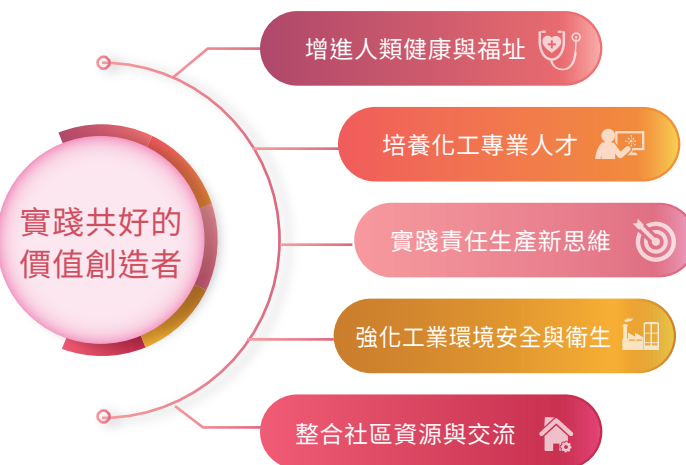 實踐共好的
價值創造者
增進人類健康與福址
培養化工專業人才
實踐責任生產新思維
強化工業環境安全與衛生
整合社區資源與交流